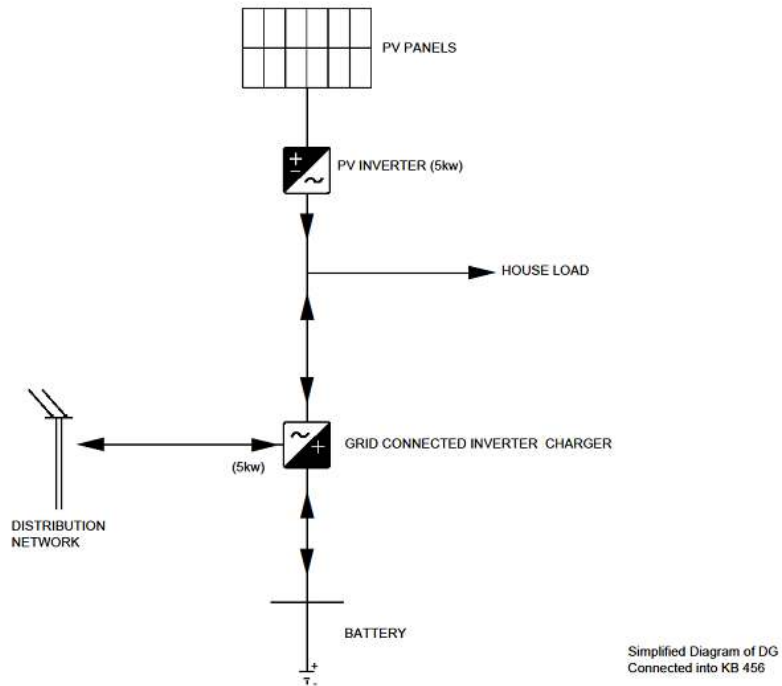 PV PANELS
PV INVERTER (5kw)
HOUSE LOAD
GRID CONNECTED INVERTER CHARGER
(5kw)
DISTRIBUTION
NETWORK
BATTERY
Simplified Diagram of DG
Connected into KB 456